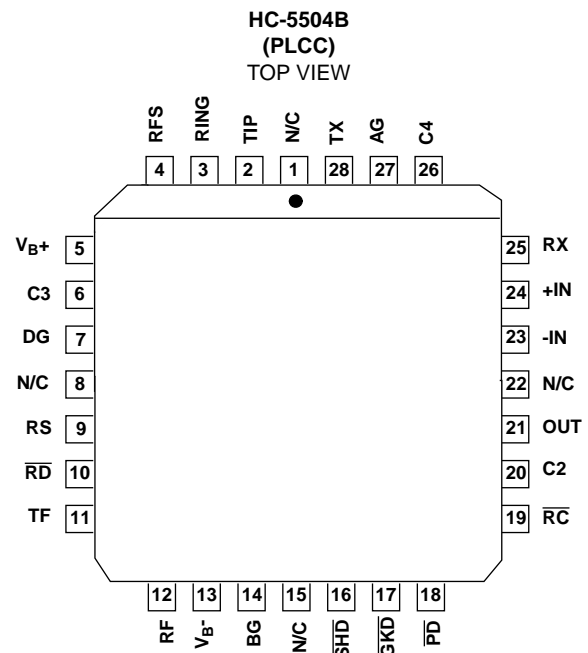 HC-5504B
(PLCC)
TOP VIEW
RFS RING TIP N/C TX AG C4
4 3 2 1 28 27 26
VB+ 5 25 RX
C3 6 24 +IN
DG 7 23 -IN
N/C 8 22 N/C
RS 9 21 OUT
RD 10 20 C2
TF 11 19 RC
12 13 14 15 16 17 18
RF VB- BG N/C SHD GKD PD